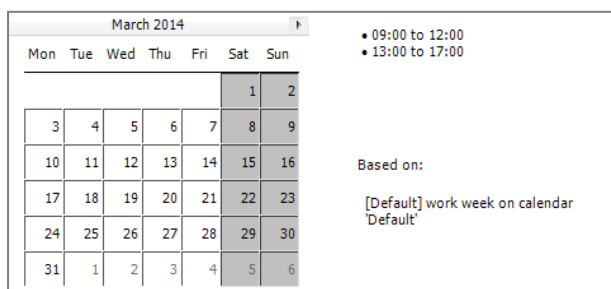 March 2014
Mon Tue Wed Thu Fri Sat Sun
1 2
3 4 5 6 7 8 9
10 11 12 13 14 15 16
17 18 19 20 21 22 23
24 25 26 27 28 29 30
31 1 2 3 4 5 6
• 09:00 to 12:00
• 13:00 to 17:00
Based on:
[Default] work week on calendar
'Default'